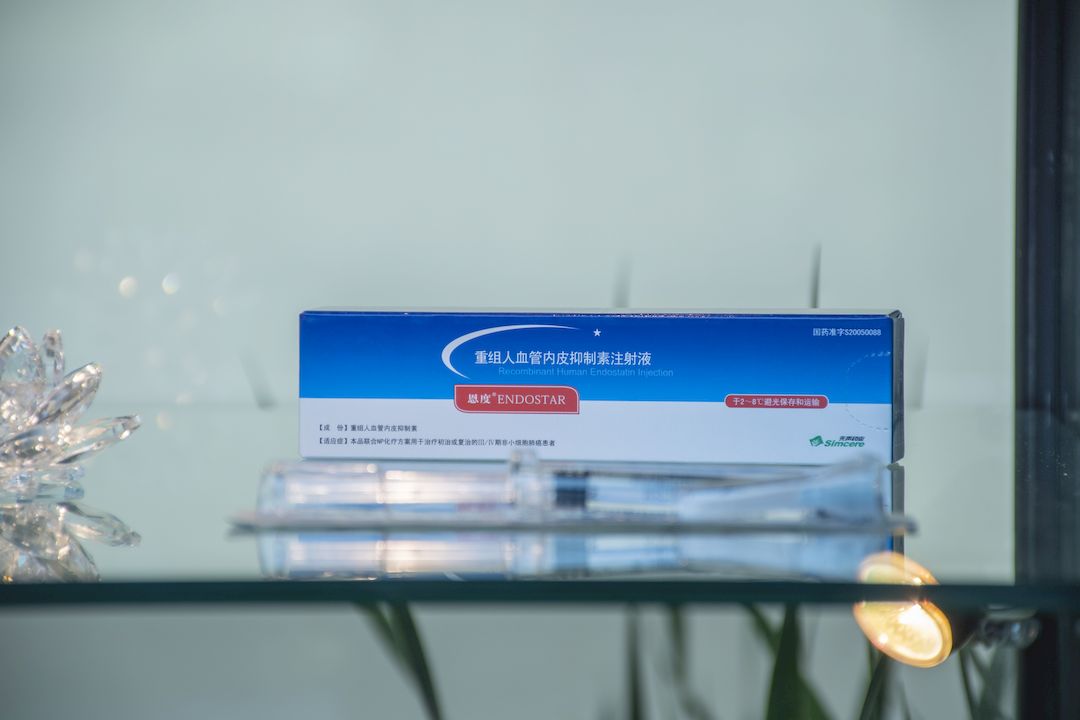 国药准字S20050088
重组人血管内皮抑制素注射液
Recombinant Human Endostatin Injection
恩度®ENDOSTAR
于2～8℃避光保存和运输
【成 份】重组人血管内皮抑制素
【适应症】本品联合NP化疗方案用于治疗初治或复治的Ⅲ/Ⅳ期非小细胞肺癌患者
先声药业
Simcere